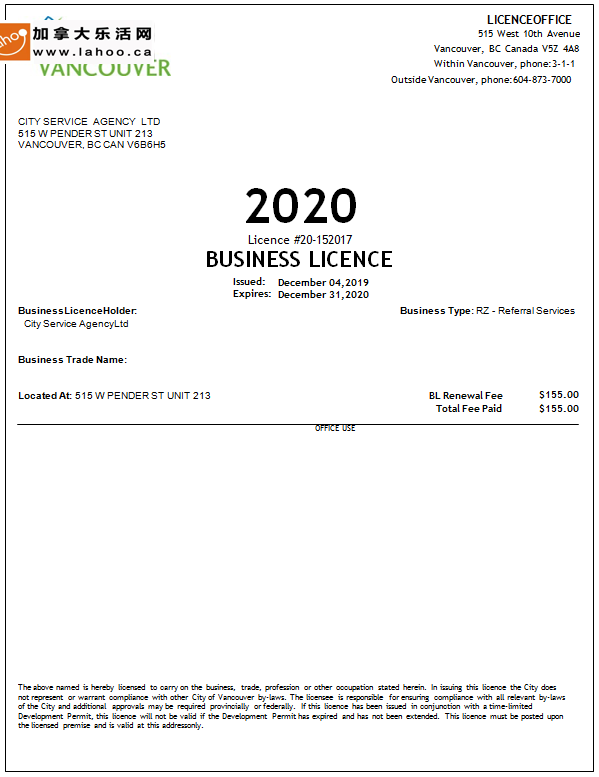 加拿大乐活网
www.lahoo.ca
VANCOUVER
LICENCEOFFICE
515 West 10th Avenue
Vancouver, BC Canada V5Z 4A8
Within Vancouver, phone:3-1-1
Outside Vancouver, phone:604-873-7000
CITY SERVICE AGENCY LTD
515 W PENDER ST UNIT 213
VANCOUVER, BC CAN V6B6H5
2020
Licence #20-152017
BUSINESS LICENCE
Issued: December 04,2019
Expires: December 31,2020
BusinessLicenceHolder:
City Service AgencyLtd
Business Type: RZ - Referral Services
Business Trade Name:
Located At: 515 W PENDER ST UNIT 213
BL Renewal Fee $155.00
Total Fee Paid $155.00
OFFICE USE
The above named is hereby licensed to carry on the business, trade, profession or other occupation stated herein. In issuing this licence the City does
not represent or warrant compliance with other City of Vancouver by-laws. The licensee is responsible for ensuring compliance with all relevant by-laws
of the City and additional approvals may be required provincially or federally. If this licence has been issued in conjunction with a time-limited
Development Permit, this licence will not be valid if the Development Permit has expired and has not been extended. This licence must be posted upon
the licensed premise and is valid at this addressonly.